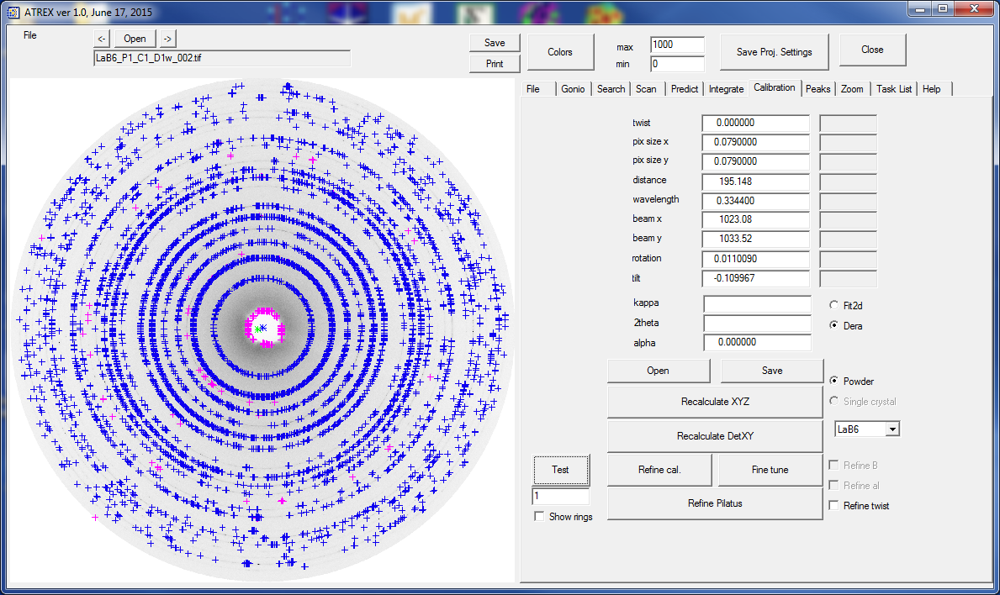 ATREX ver 1.0, June 17, 2015
File
<- Open ->
LaB6_P1_C1_D1w_002.tif
Save
Print
Colors
max 1000
min 0
Save Proj. Settings
Close
File Gonio Search Scan Predict Integrate Calibration Peaks Zoom Task List Help
twist 0.000000
pix size x 0.0790000
pix size y 0.0790000
distance 195.148
wavelength 0.334400
beam x 1023.08
beam y 1033.52
rotation 0.0110090
tilt -0.109967
kappa
Fit2d
2theta
Dera
alpha 0.000000
Open Save
Powder
Recalculate XYZ
Single crystal
LaB6
Recalculate DetXY
Test
Refine cal. Fine tune
Refine B
Refine al
1
Refine Pilatus
Refine twist
Show rings